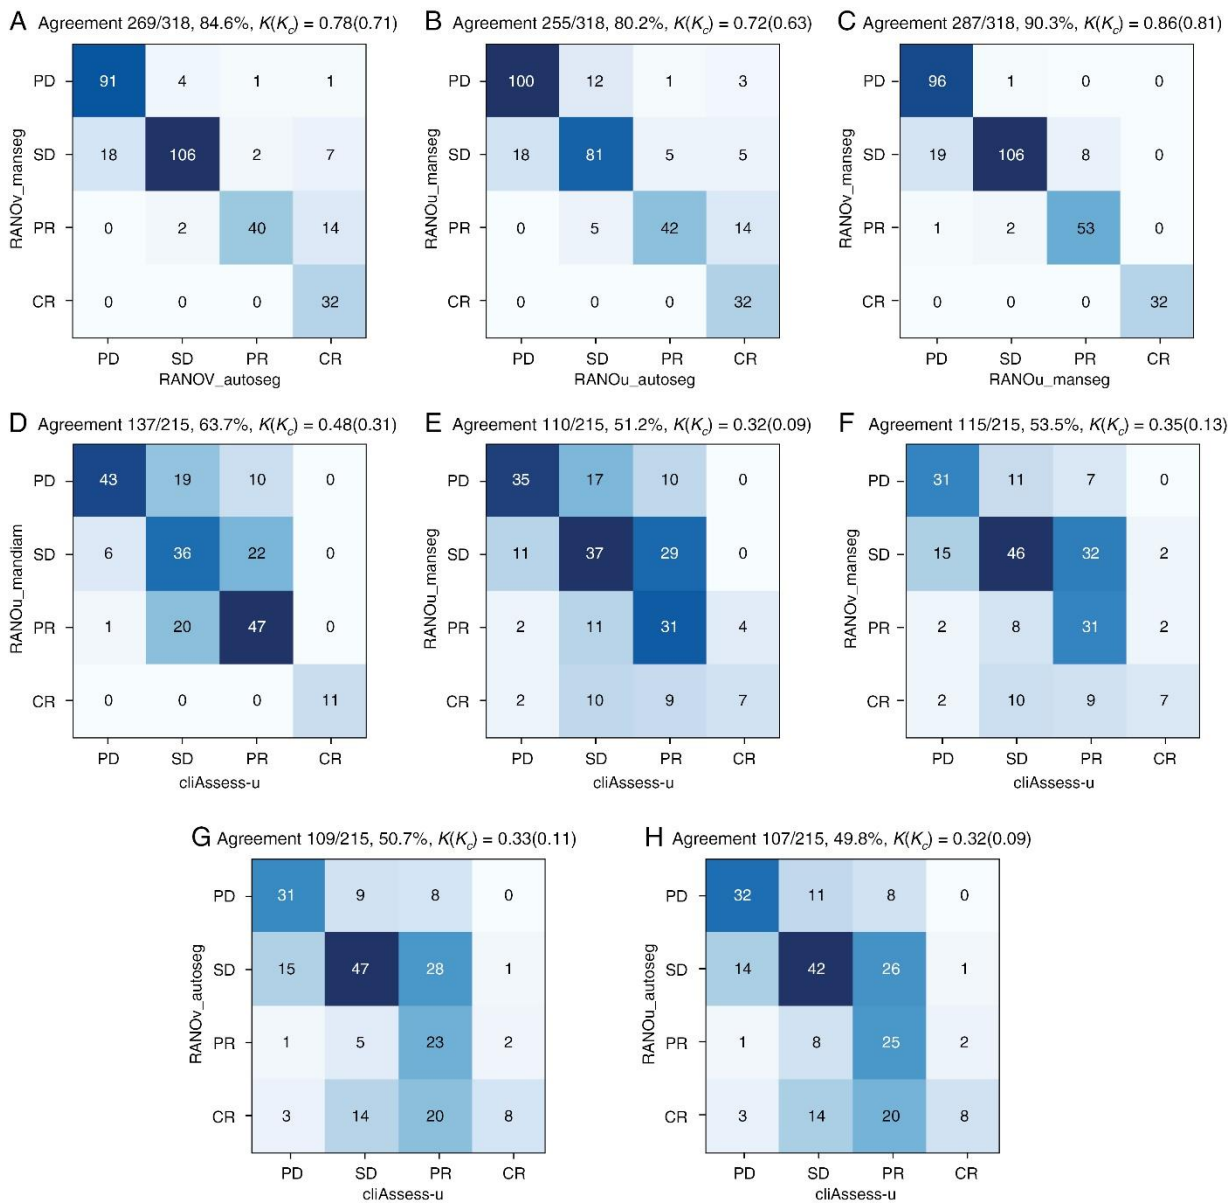 A Agreement 269/318, 84.6%, K(Kc) = 0.78(0.71)
RANOv_manseg
PD 91 4 1 1
SD 18 106 2 7
PR 0 2 40 14
CR 0 0 0 32
PD SD PR CR
RANOV_autoseg
B Agreement 255/318, 80.2%, K(Kc) = 0.72(0.63)
RANOu_manseg
PD 100 12 1 3
SD 18 81 5 5
PR 0 5 42 14
CR 0 0 0 32
PD SD PR CR
RANOu_autoseg
C Agreement 287/318, 90.3%, K(Kc) = 0.86(0.81)
RANOv_manseg
PD 96 1 0 0
SD 19 106 8 0
PR 1 2 53 0
CR 0 0 0 32
PD SD PR CR
RANOu_manseg
D Agreement 137/215, 63.7%, K(Kc) = 0.48(0.31)
RANOu_mandiam
PD 43 19 10 0
SD 6 36 22 0
PR 1 20 47 0
CR 0 0 0 11
PD SD PR CR
cliAssess-u
E Agreement 110/215, 51.2%, K(Kc) = 0.32(0.09)
RANOu_manseg
PD 35 17 10 0
SD 11 37 29 0
PR 2 11 31 4
CR 2 10 9 7
PD SD PR CR
cliAssess-u
F Agreement 115/215, 53.5%, K(Kc) = 0.35(0.13)
RANOv_manseg
PD 31 11 7 0
SD 15 46 32 2
PR 2 8 31 2
CR 2 10 9 7
PD SD PR CR
cliAssess-u
G Agreement 109/215, 50.7%, K(Kc) = 0.33(0.11)
RANOv_autoseg
PD 31 9 8 0
SD 15 47 28 1
PR 1 5 23 2
CR 3 14 20 8
PD SD PR CR
cliAssess-u
H Agreement 107/215, 49.8%, K(Kc) = 0.32(0.09)
RANOu_autoseg
PD 32 11 8 0
SD 14 42 26 1
PR 1 8 25 2
CR 3 14 20 8
PD SD PR CR
cliAssess-u